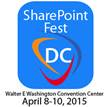 SharePoint
Fest
DC
Walter E Washington Convention Center
April 8-10, 2015